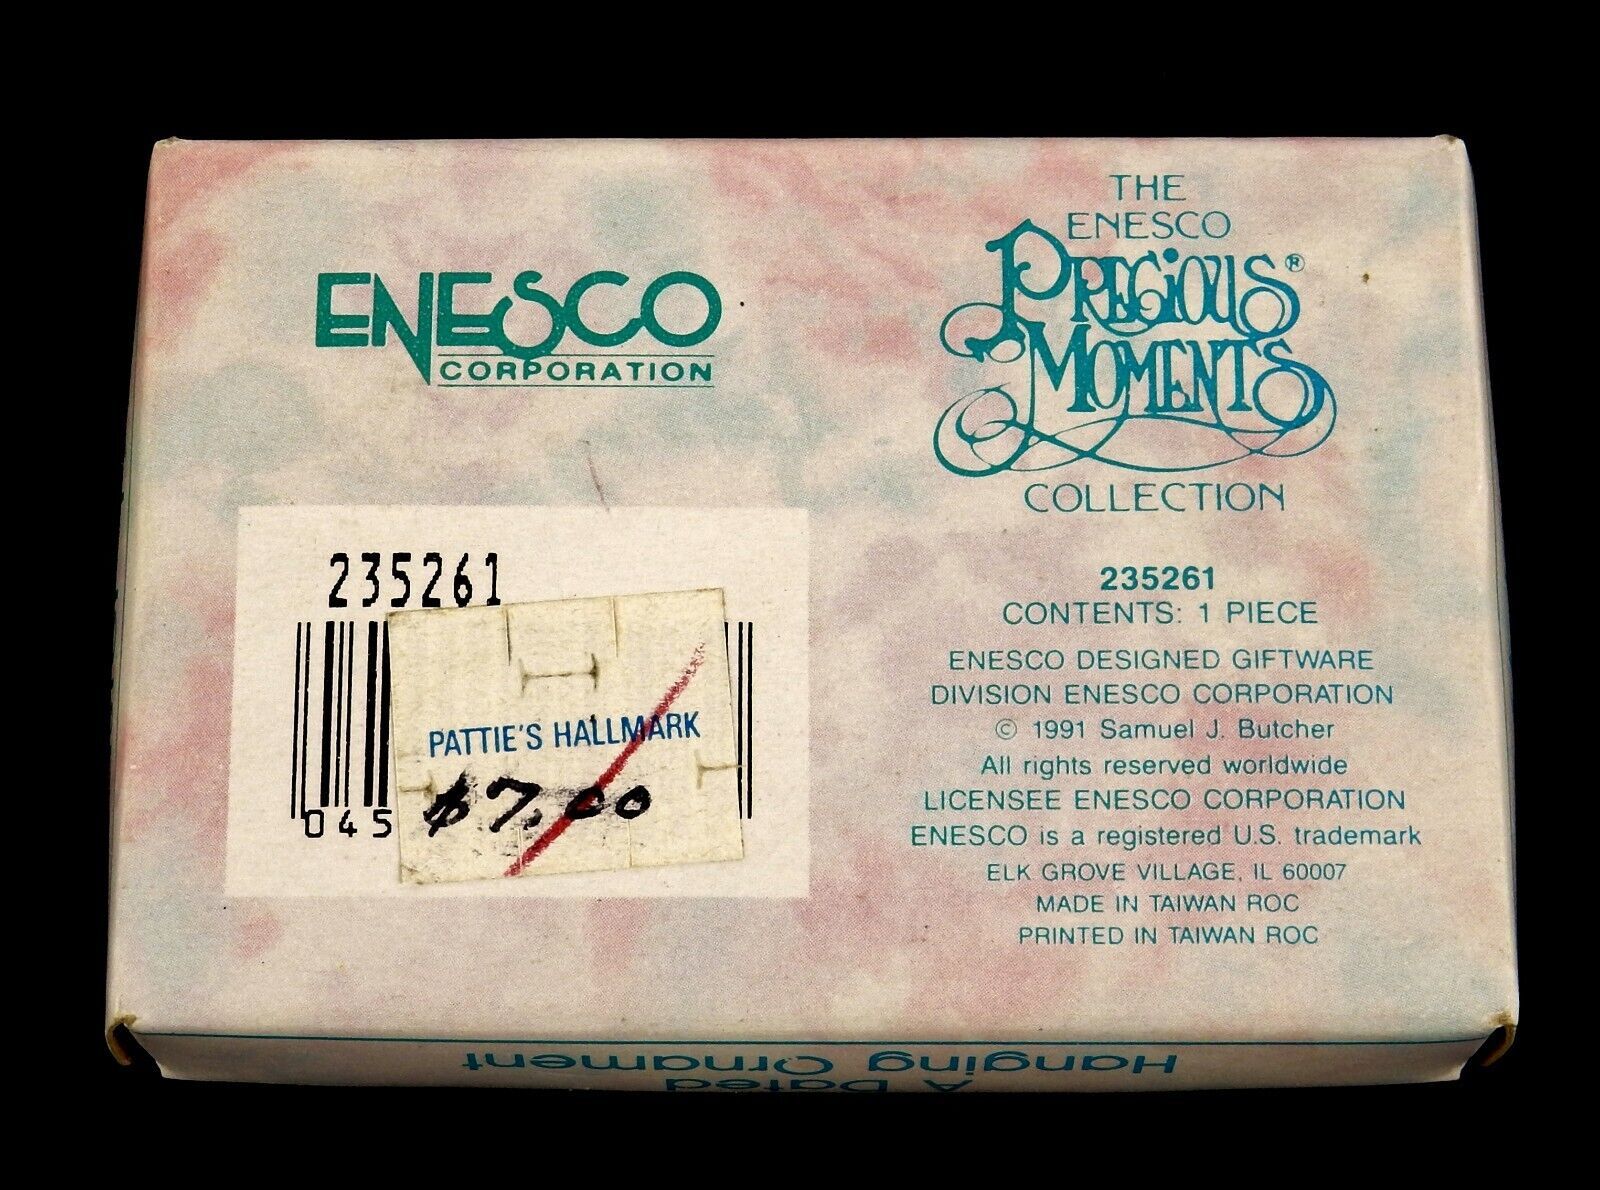 ENESCO
CORPORATION
235261
045
PATTIE'S HALLMARK
$7.00
THE
ENESCO
PRECIOUS®
MOMENTS
COLLECTION
235261
CONTENTS: 1 PIECE
ENESCO DESIGNED GIFTWARE
DIVISION ENESCO CORPORATION
© 1991 Samuel J. Butcher
All rights reserved worldwide
LICENSEE ENESCO CORPORATION
ENESCO is a registered U.S. trademark
ELK GROVE VILLAGE, IL 60007
MADE IN TAIWAN ROC
PRINTED IN TAIWAN ROC
A Dated
Hanging Ornament